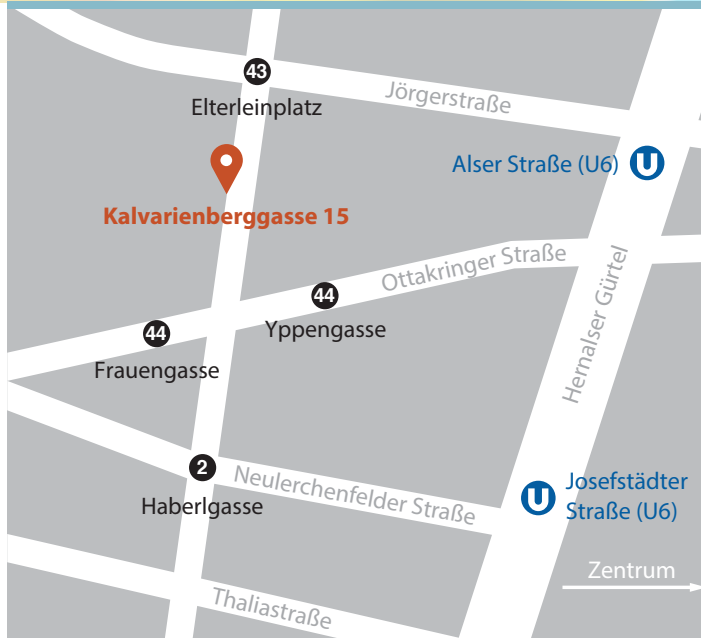 43
Elterleinplatz
Jörgerstraße
Alser Straße (U6)
U
Kalvarienberggasse 15
Ottakringer Straße
Hernalser Gürtel
44
Yppengasse
44
Frauengasse
2
Haberlgasse
Neulerchenfelder Straße
U
Josefstädter
Straße (U6)
Zentrum
Thaliastraße